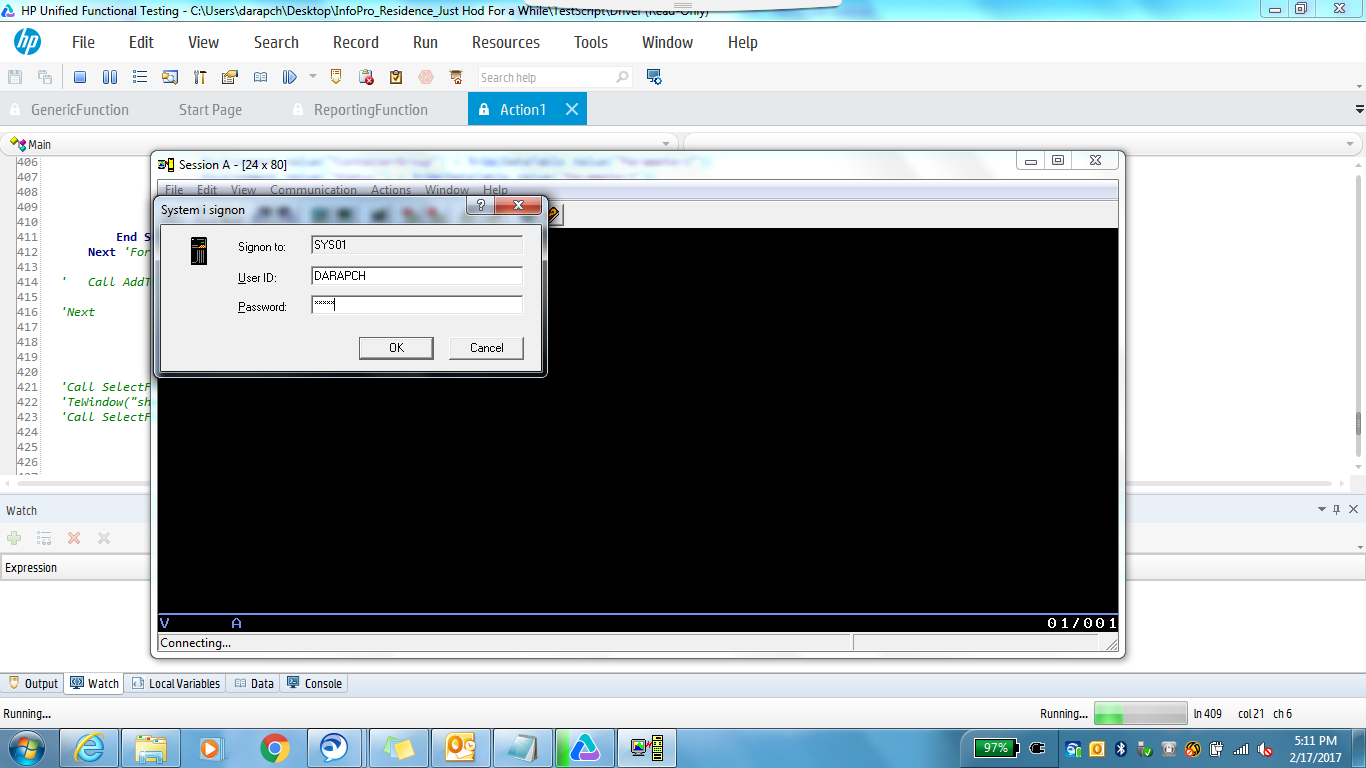 HP Unified Functional Testing - C:\Users\darapch\Desktop\InfoPro_Residence_Just Hod For a While\TestScript\Driver (Read-Only)
hp File Edit View Search Record Run Resources Tools Window Help
Search help
GenericFunction Start Page ReportingFunction Action1
Main
406
407
408
409
410
411 End S
412 Next 'For
413
414 ' Call AddT
415
416 'Next
417
418
419
420
421 'Call SelectF
422 'TeWindow("sh
423 'Call SelectF
424
425
426
Session A - [24 x 80]
File Edit View Communication Actions Window Help
System i signon
Signon to: SYS01
User ID: DARAPCH
Password: *****
OK Cancel
V A 01/001
Connecting...
Watch
Expression
Output Watch Local Variables Data Console
Running... Running... ln 409 col 21 ch 6
97% 5:11 PM
2/17/2017